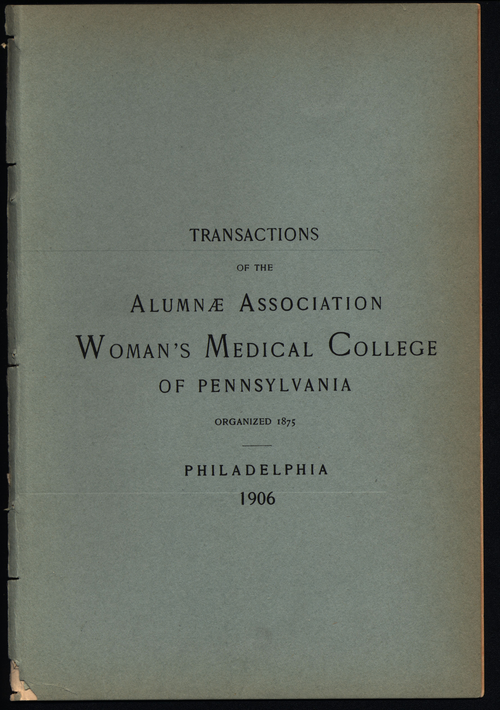 TRANSACTIONS
OF THE
ALUMNÆ ASSOCIATION
WOMAN'S MEDICAL COLLEGE
OF PENNSYLVANIA
ORGANIZED 1875
PHILADELPHIA
1906